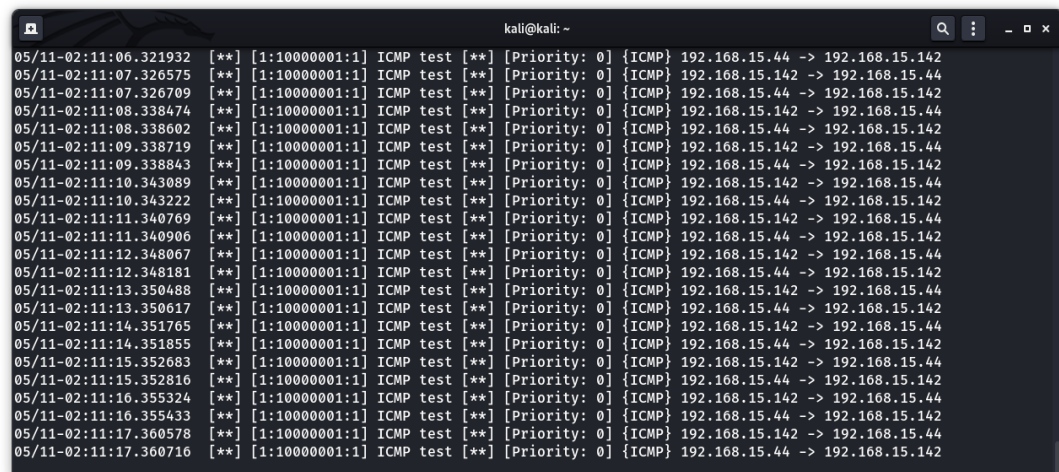 kali@kali: ~
05/11-02:11:06.321932 [**] [1:10000001:1] ICMP test [**] [Priority: 0] {ICMP} 192.168.15.44 -> 192.168.15.142
05/11-02:11:07.326575 [**] [1:10000001:1] ICMP test [**] [Priority: 0] {ICMP} 192.168.15.142 -> 192.168.15.44
05/11-02:11:07.326709 [**] [1:10000001:1] ICMP test [**] [Priority: 0] {ICMP} 192.168.15.44 -> 192.168.15.142
05/11-02:11:08.338474 [**] [1:10000001:1] ICMP test [**] [Priority: 0] {ICMP} 192.168.15.142 -> 192.168.15.44
05/11-02:11:08.338602 [**] [1:10000001:1] ICMP test [**] [Priority: 0] {ICMP} 192.168.15.44 -> 192.168.15.142
05/11-02:11:09.338719 [**] [1:10000001:1] ICMP test [**] [Priority: 0] {ICMP} 192.168.15.142 -> 192.168.15.44
05/11-02:11:09.338843 [**] [1:10000001:1] ICMP test [**] [Priority: 0] {ICMP} 192.168.15.44 -> 192.168.15.142
05/11-02:11:10.343089 [**] [1:10000001:1] ICMP test [**] [Priority: 0] {ICMP} 192.168.15.142 -> 192.168.15.44
05/11-02:11:10.343222 [**] [1:10000001:1] ICMP test [**] [Priority: 0] {ICMP} 192.168.15.44 -> 192.168.15.142
05/11-02:11:11.340769 [**] [1:10000001:1] ICMP test [**] [Priority: 0] {ICMP} 192.168.15.142 -> 192.168.15.44
05/11-02:11:11.340906 [**] [1:10000001:1] ICMP test [**] [Priority: 0] {ICMP} 192.168.15.44 -> 192.168.15.142
05/11-02:11:12.348067 [**] [1:10000001:1] ICMP test [**] [Priority: 0] {ICMP} 192.168.15.142 -> 192.168.15.44
05/11-02:11:12.348181 [**] [1:10000001:1] ICMP test [**] [Priority: 0] {ICMP} 192.168.15.44 -> 192.168.15.142
05/11-02:11:13.350488 [**] [1:10000001:1] ICMP test [**] [Priority: 0] {ICMP} 192.168.15.142 -> 192.168.15.44
05/11-02:11:13.350617 [**] [1:10000001:1] ICMP test [**] [Priority: 0] {ICMP} 192.168.15.44 -> 192.168.15.142
05/11-02:11:14.351765 [**] [1:10000001:1] ICMP test [**] [Priority: 0] {ICMP} 192.168.15.142 -> 192.168.15.44
05/11-02:11:14.351855 [**] [1:10000001:1] ICMP test [**] [Priority: 0] {ICMP} 192.168.15.44 -> 192.168.15.142
05/11-02:11:15.352683 [**] [1:10000001:1] ICMP test [**] [Priority: 0] {ICMP} 192.168.15.142 -> 192.168.15.44
05/11-02:11:15.352816 [**] [1:10000001:1] ICMP test [**] [Priority: 0] {ICMP} 192.168.15.44 -> 192.168.15.142
05/11-02:11:16.355324 [**] [1:10000001:1] ICMP test [**] [Priority: 0] {ICMP} 192.168.15.142 -> 192.168.15.44
05/11-02:11:16.355433 [**] [1:10000001:1] ICMP test [**] [Priority: 0] {ICMP} 192.168.15.44 -> 192.168.15.142
05/11-02:11:17.360578 [**] [1:10000001:1] ICMP test [**] [Priority: 0] {ICMP} 192.168.15.142 -> 192.168.15.44
05/11-02:11:17.360716 [**] [1:10000001:1] ICMP test [**] [Priority: 0] {ICMP} 192.168.15.44 -> 192.168.15.142